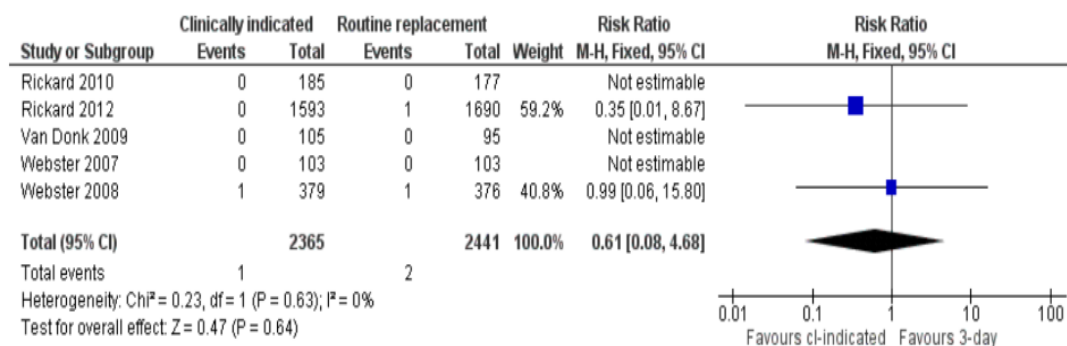 Clinically indicated Routine replacement Risk Ratio Risk Ratio
Study or Subgroup Events Total Events Total Weight M-H, Fixed, 95% CI M-H, Fixed, 95% CI
Rickard 2010 0 185 0 177 Not estimable
Rickard 2012 0 1593 1 1690 59.2% 0.35 [0.01, 8.67]
Van Donk 2009 0 105 0 95 Not estimable
Webster 2007 0 103 0 103 Not estimable
Webster 2008 1 379 1 376 40.8% 0.99 [0.06, 15.80]
Total (95% CI) 2365 2441 100.0% 0.61 [0.08, 4.68]
Total events 1 2
Heterogeneity: Chi² = 0.23, df = 1 (P = 0.63); I² = 0%
Test for overall effect: Z = 0.47 (P = 0.64)
0.01 0.1 1 10 100
Favours cl-indicated Favours 3-day